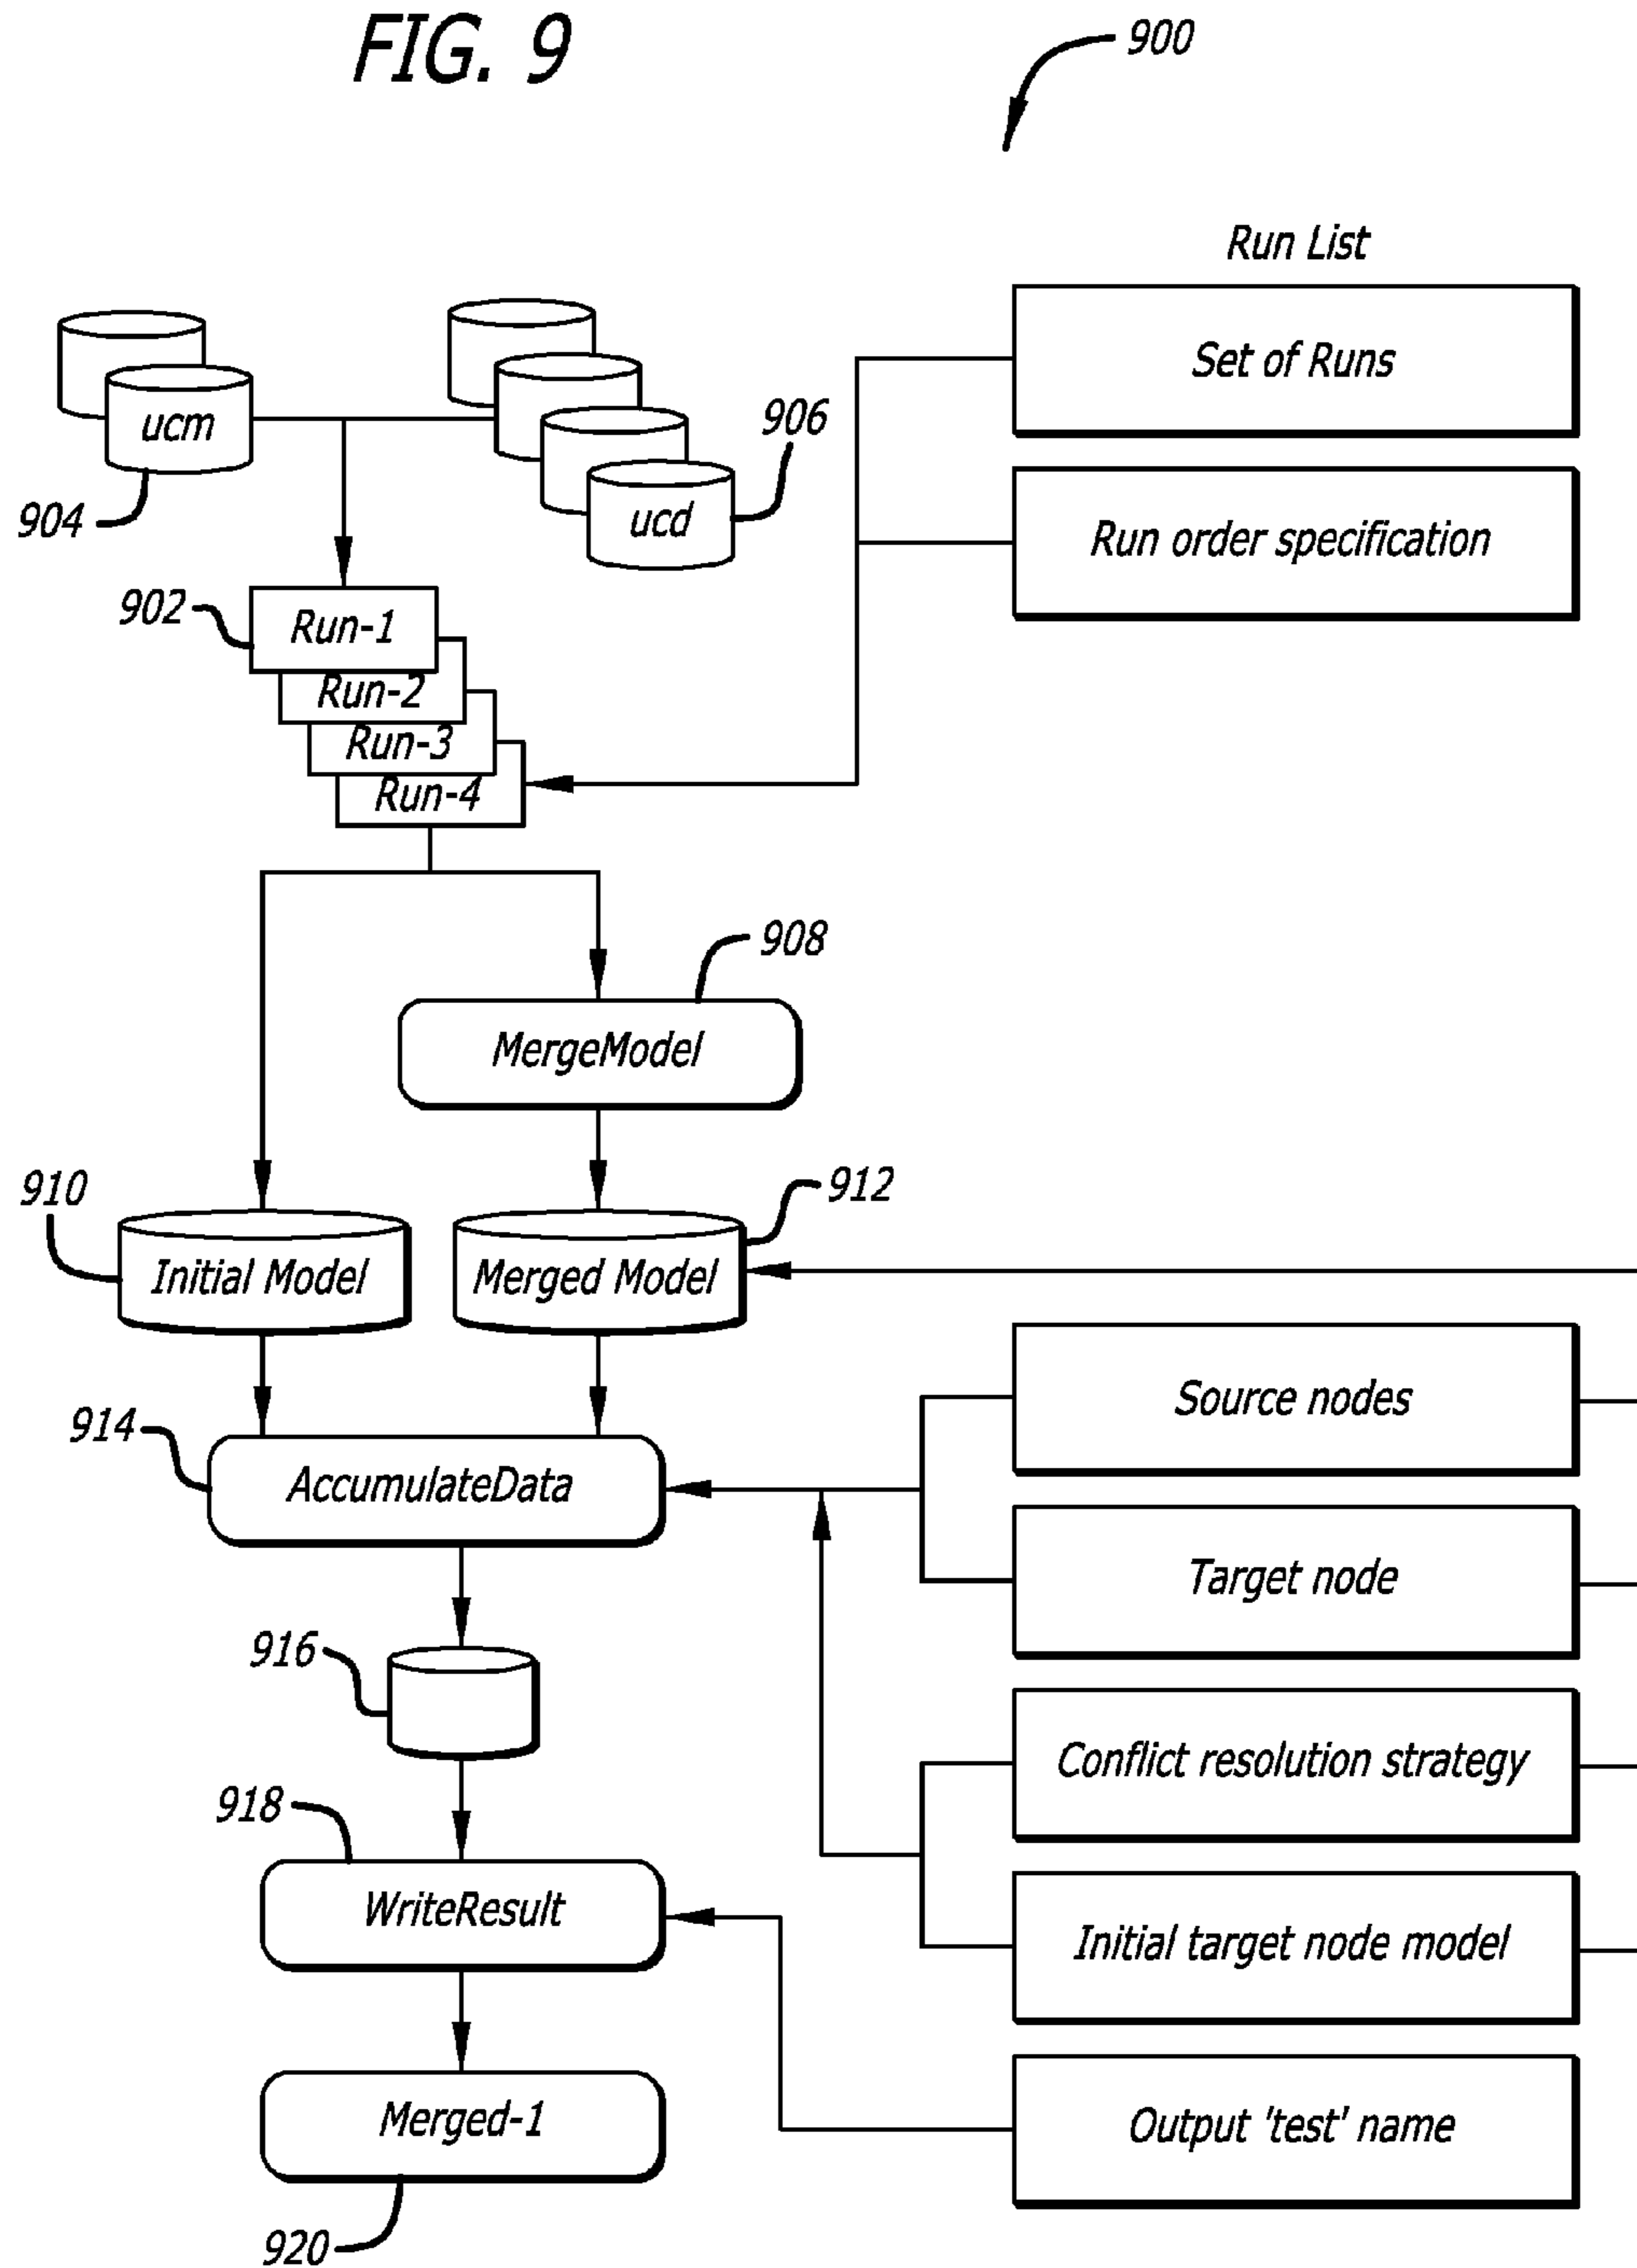 FIG. 9
900
Run List
Set of Runs
ucm
906
904
ucd
Run order specification
902
Run-1
Run-2
Run-3
Run-4
908
MergeModel
910
912
Initial Model
Merged Model
Source nodes
914
AccumulateData
Target node
916
Conflict resolution strategy
918
WriteResult
Initial target node model
Merged-1
Output 'test' name
920